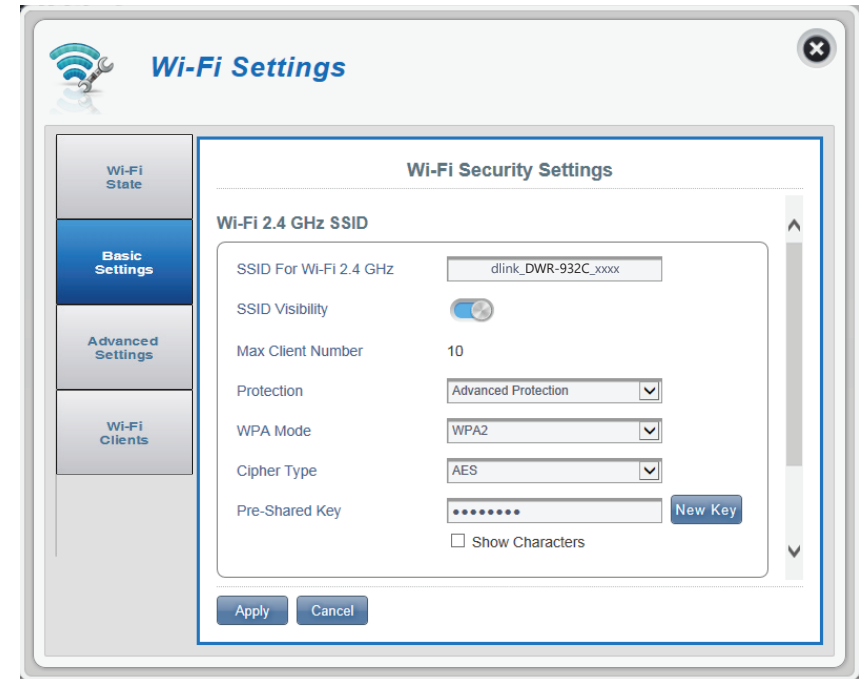 Wi-Fi Settings
Wi-Fi
State
Basic
Settings
Advanced
Settings
Wi-Fi
Clients
Wi-Fi Security Settings
Wi-Fi 2.4 GHz SSID
SSID For Wi-Fi 2.4 GHz dlink_DWR-932C_xxxx
SSID Visibility
Max Client Number 10
Protection Advanced Protection
WPA Mode WPA2
Cipher Type AES
Pre-Shared Key •••••••• New Key
Show Characters
Apply Cancel